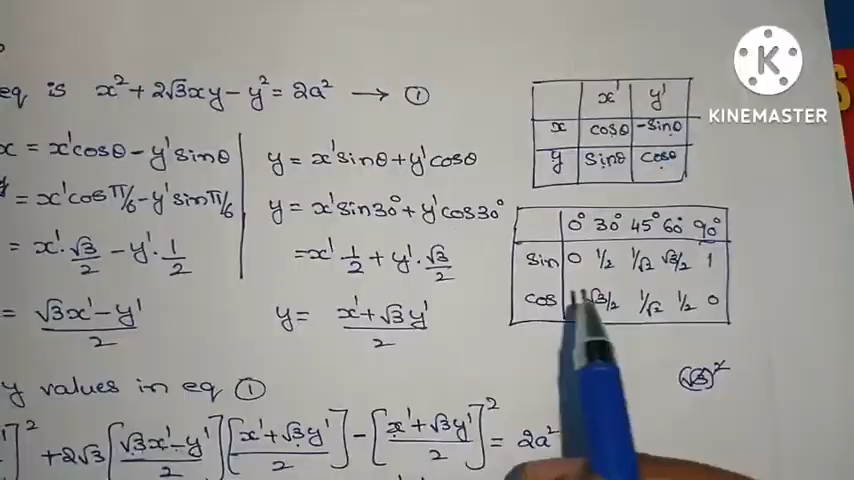 eq is x² + 2√3xy - y² = 2a² → ①
x = x'cosθ - y'sinθ
= x'cos π/6 - y'sin π/6
= x'·√3/2 - y'·1/2
= (√3x' - y')/2
y = x'sinθ + y'cosθ
y = x'sin30° + y'cos30°
= x' 1/2 + y'·√3/2
y = (x' + √3y')/2
x' y'
x cosθ -sinθ
y sinθ cosθ
0° 30° 45° 60° 90°
sin 0 1/2 1/√2 √3/2 1
cos √3/2 1/√2 1/2 0
(√3)²
y values in eq ①
]² + 2√3[(√3x' - y')/2][(x' + √3y')/2] - [(x' + √3y')/2]² = 2a²
K
KINEMASTER